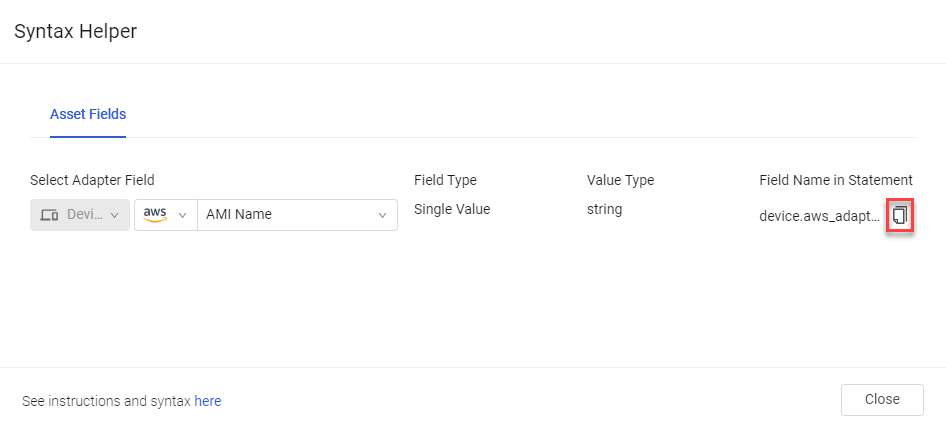 Syntax Helper
Asset Fields
Select Adapter Field
Field Type
Value Type
Field Name in Statement
Devi...
aws
AMI Name
Single Value
string
device.aws_adapt...
See instructions and syntax here
Close